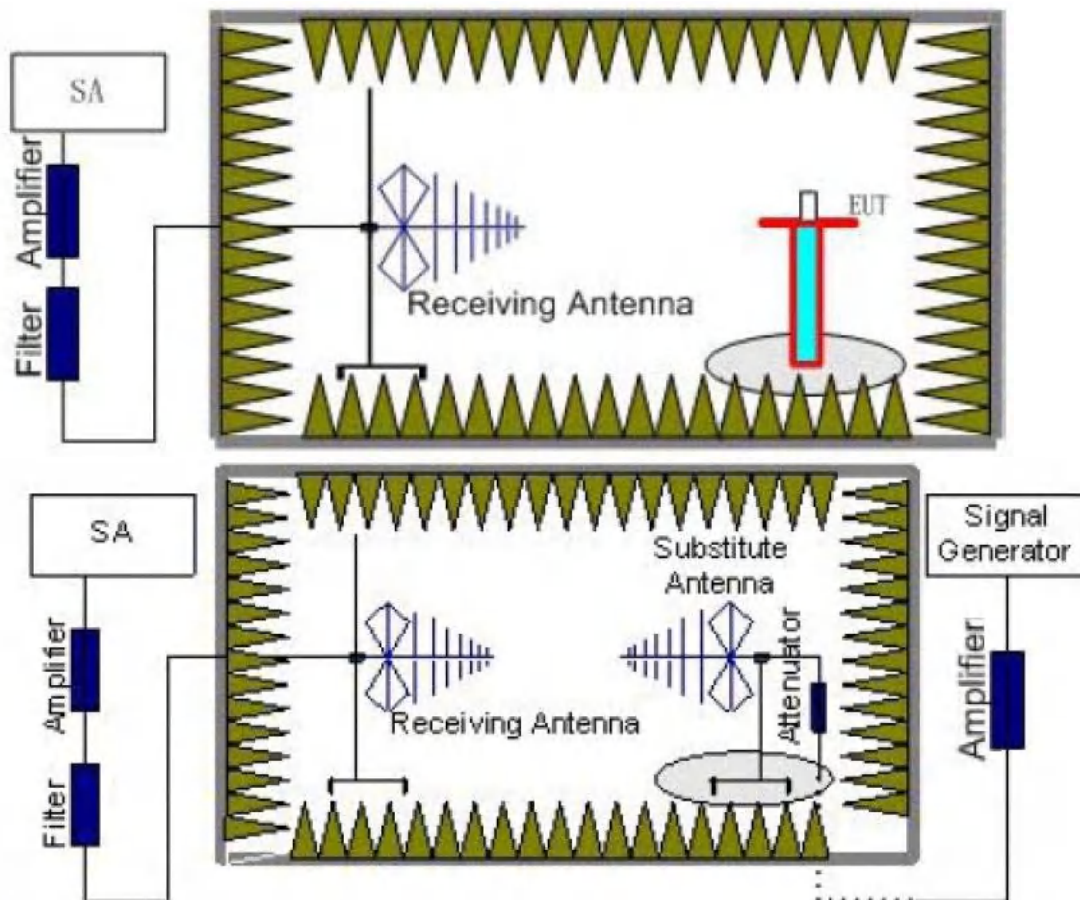 SA
Amplifier
Filter
Receiving Antenna
EUT
SA
Amplifier
Filter
Receiving Antenna
Substitute
Antenna
Attenuator
Signal
Generator
Amplifier